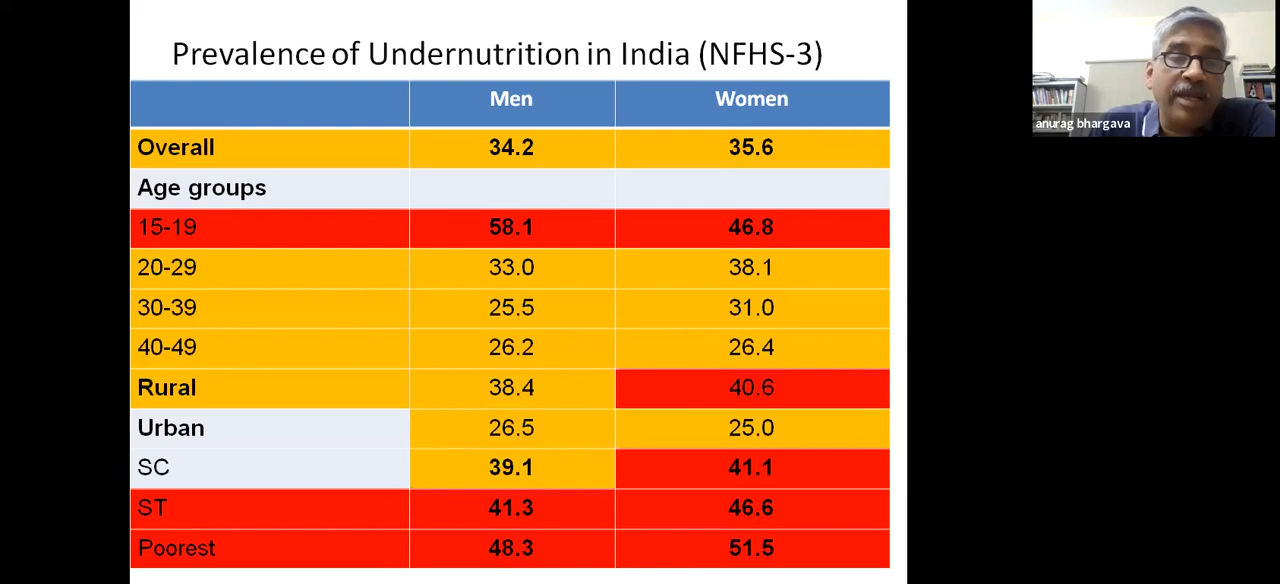 Prevalence of Undernutrition in India (NFHS-3)
Men Women
Overall 34.2 35.6
Age groups
15-19 58.1 46.8
20-29 33.0 38.1
30-39 25.5 31.0
40-49 26.2 26.4
Rural 38.4 40.6
Urban 26.5 25.0
SC 39.1 41.1
ST 41.3 46.6
Poorest 48.3 51.5
anurag bhargava